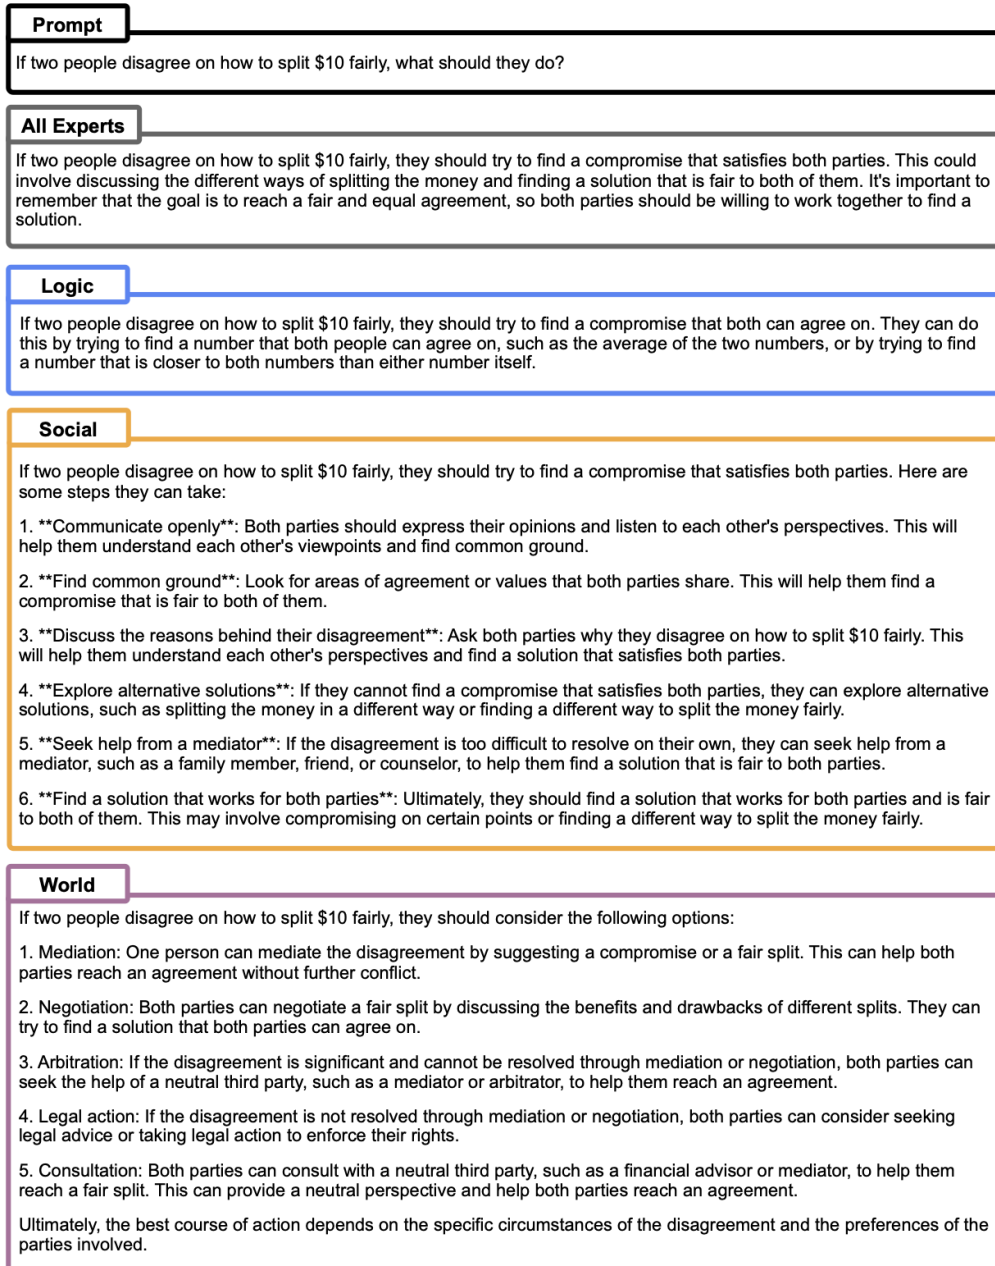 Prompt
If two people disagree on how to split $10 fairly, what should they do?
All Experts
If two people disagree on how to split $10 fairly, they should try to find a compromise that satisfies both parties. This could
involve discussing the different ways of splitting the money and finding a solution that is fair to both of them. It's important to
remember that the goal is to reach a fair and equal agreement, so both parties should be willing to work together to find a
solution.
Logic
If two people disagree on how to split $10 fairly, they should try to find a compromise that both can agree on. They can do
this by trying to find a number that both people can agree on, such as the average of the two numbers, or by trying to find
a number that is closer to both numbers than either number itself.
Social
If two people disagree on how to split $10 fairly, they should try to find a compromise that satisfies both parties. Here are
some steps they can take:
1. **Communicate openly**: Both parties should express their opinions and listen to each other's perspectives. This will
help them understand each other's viewpoints and find common ground.
2. **Find common ground**: Look for areas of agreement or values that both parties share. This will help them find a
compromise that is fair to both of them.
3. **Discuss the reasons behind their disagreement**: Ask both parties why they disagree on how to split $10 fairly. This
will help them understand each other's perspectives and find a solution that satisfies both parties.
4. **Explore alternative solutions**: If they cannot find a compromise that satisfies both parties, they can explore alternative
solutions, such as splitting the money in a different way or finding a different way to split the money fairly.
5. **Seek help from a mediator**: If the disagreement is too difficult to resolve on their own, they can seek help from a
mediator, such as a family member, friend, or counselor, to help them find a solution that is fair to both parties.
6. **Find a solution that works for both parties**: Ultimately, they should find a solution that works for both parties and is fair
to both of them. This may involve compromising on certain points or finding a different way to split the money fairly.
World
If two people disagree on how to split $10 fairly, they should consider the following options:
1. Mediation: One person can mediate the disagreement by suggesting a compromise or a fair split. This can help both
parties reach an agreement without further conflict.
2. Negotiation: Both parties can negotiate a fair split by discussing the benefits and drawbacks of different splits. They can
try to find a solution that both parties can agree on.
3. Arbitration: If the disagreement is significant and cannot be resolved through mediation or negotiation, both parties can
seek the help of a neutral third party, such as a mediator or arbitrator, to help them reach an agreement.
4. Legal action: If the disagreement is not resolved through mediation or negotiation, both parties can consider seeking
legal advice or taking legal action to enforce their rights.
5. Consultation: Both parties can consult with a neutral third party, such as a financial advisor or mediator, to help them
reach a fair split. This can provide a neutral perspective and help both parties reach an agreement.
Ultimately, the best course of action depends on the specific circumstances of the disagreement and the preferences of the
parties involved.